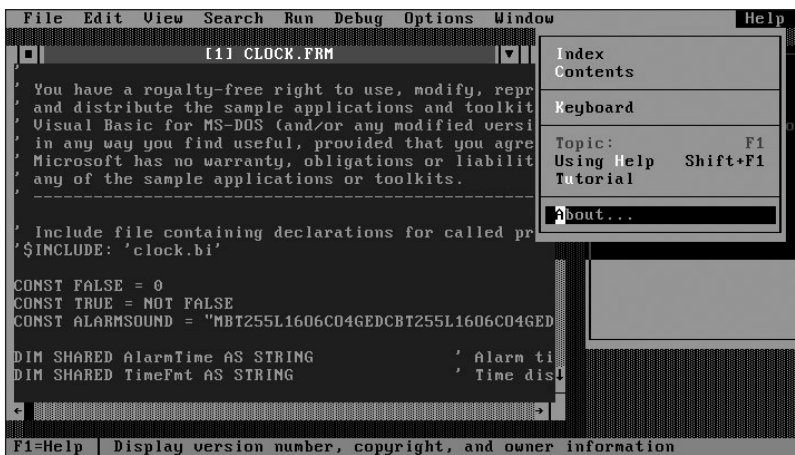 File Edit View Search Run Debug Options Window Help
[1] CLOCK.FRM
'
' You have a royalty-free right to use, modify, repr
' and distribute the sample applications and toolkit
' Visual Basic for MS-DOS (and/or any modified versi
' in any way you find useful, provided that you agre
' Microsoft has no warranty, obligations or liabilit
' any of the sample applications or toolkits.
' ------------------------------------------------
' Include file containing declarations for called pr
'$INCLUDE: 'clock.bi'
CONST FALSE = 0
CONST TRUE = NOT FALSE
CONST ALARMSOUND = "MBT255L16O6CO4GEDCBT255L16O6CO4GED
DIM SHARED AlarmTime AS STRING ' Alarm ti
DIM SHARED TimeFmt AS STRING ' Time dis
Index
Contents
Keyboard
Topic: F1
Using Help Shift+F1
Tutorial
About...
F1=Help | Display version number, copyright, and owner information